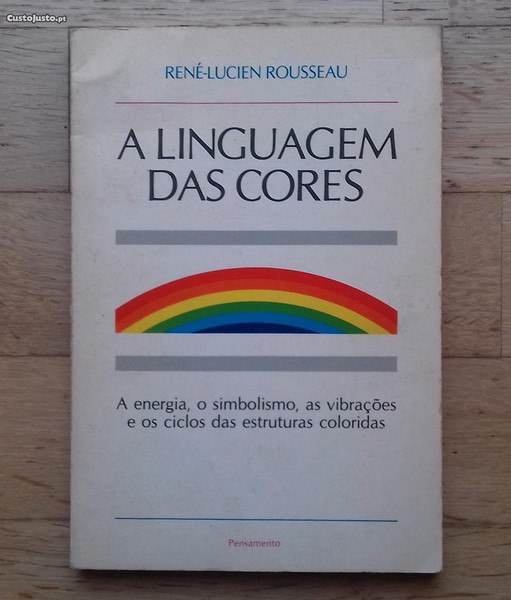 CustoJusto.pt
RENÉ-LUCIEN ROUSSEAU
A LINGUAGEM
DAS CORES
A energia, o simbolismo, as vibrações
e os ciclos das estruturas coloridas
Pensamento